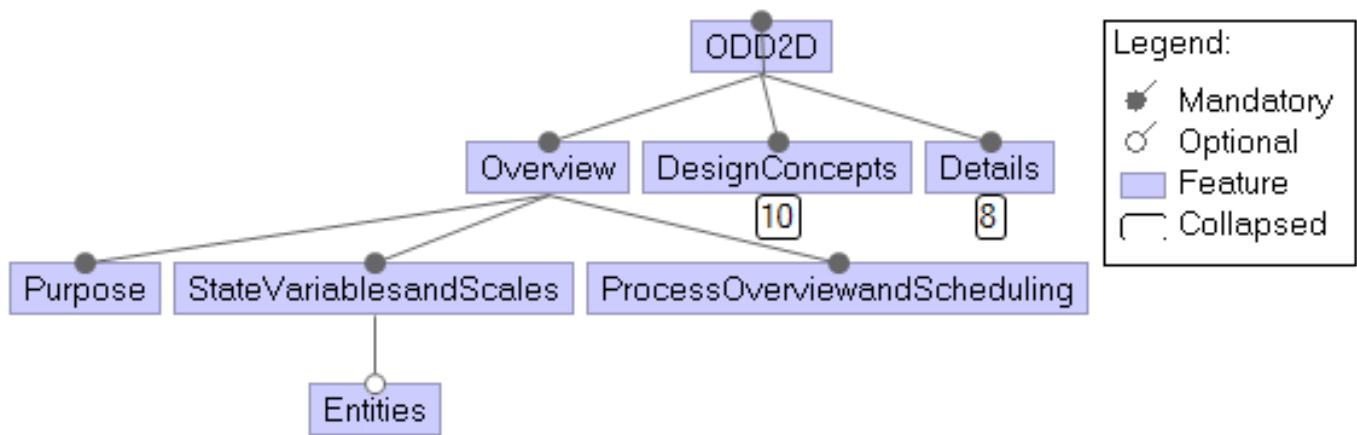 ODD2D
Legend:
Mandatory
Optional
Feature
Collapsed
Overview
DesignConcepts
Details
10
8
Purpose
StateVariablesandScales
ProcessOverviewandScheduling
Entities